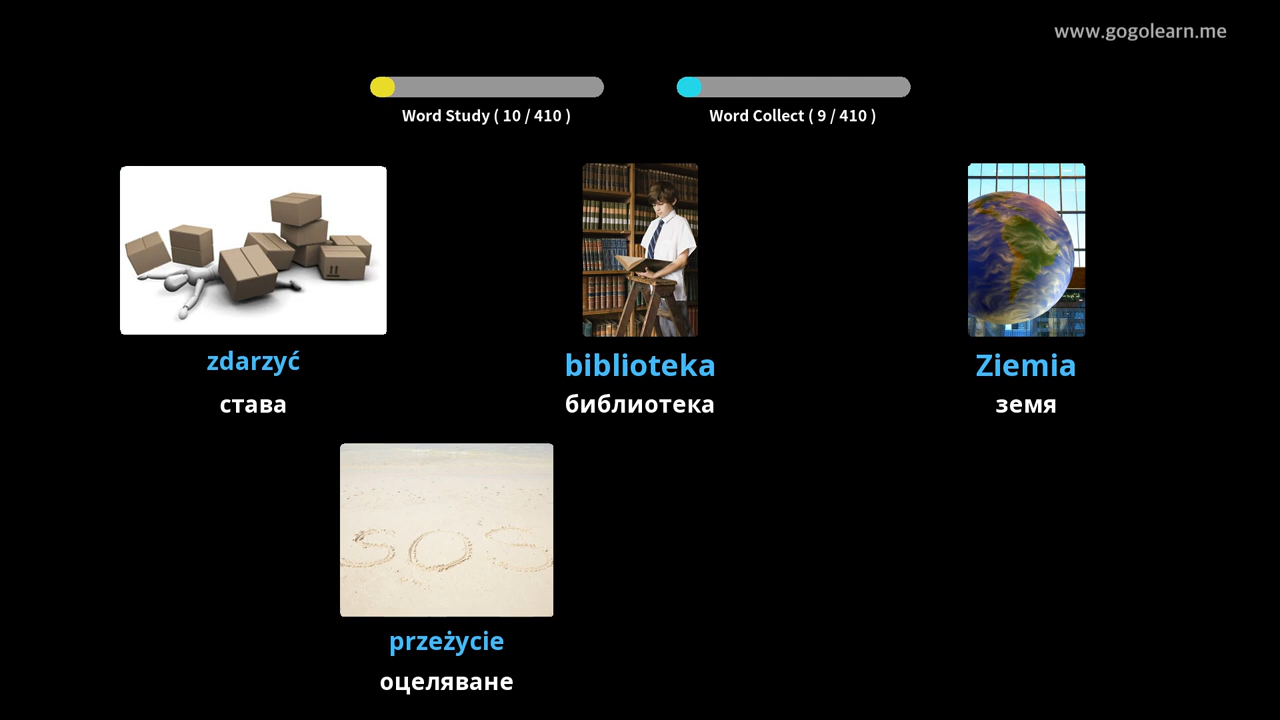 www.gogolearn.me
Word Study ( 10 / 410 )
Word Collect ( 9 / 410 )
zdarzyć
става
biblioteka
библиотека
Ziemia
земя
SOS
przeżycie
оцеляване